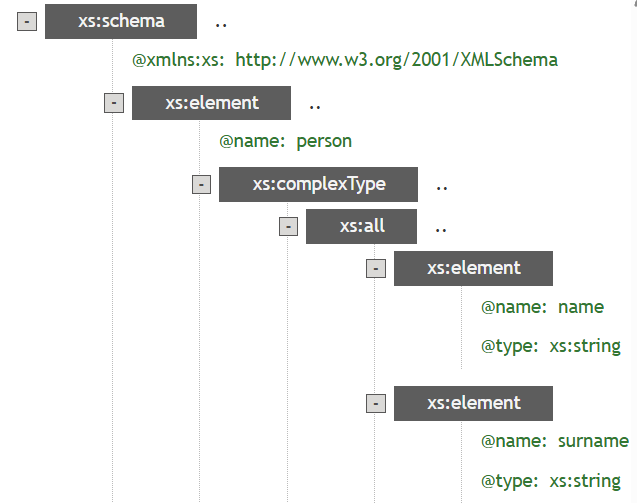 - xs:schema ..
@xmlns:xs: http://www.w3.org/2001/XMLSchema
- xs:element ..
@name: person
- xs:complexType ..
- xs:all ..
- xs:element
@name: name
@type: xs:string
- xs:element
@name: surname
@type: xs:string